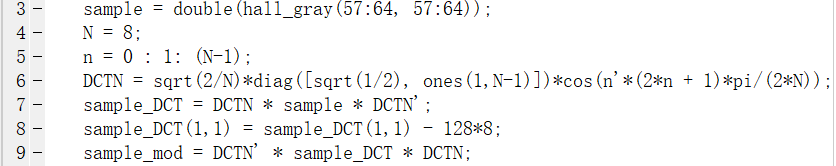 3 - sample = double(hall_gray(57:64, 57:64));
4 - N = 8;
5 - n = 0 : 1: (N-1);
6 - DCTN = sqrt(2/N)*diag([sqrt(1/2), ones(1,N-1)])*cos(n'*(2*n + 1)*pi/(2*N));
7 - sample_DCT = DCTN * sample * DCTN';
8 - sample_DCT(1,1) = sample_DCT(1,1) - 128*8;
9 - sample_mod = DCTN' * sample_DCT * DCTN;